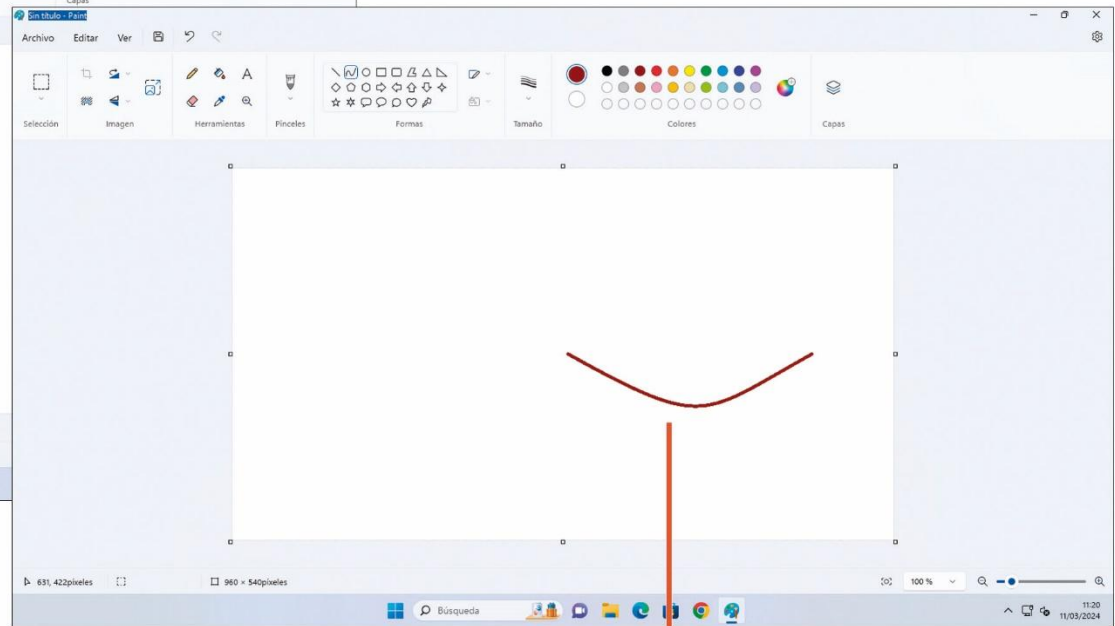 Capas
Sin título - Paint
Archivo Editar Ver
A
Selección Imagen Herramientas Pinceles Formas Tamaño Colores Capas
631, 422píxeles 960 × 540píxeles 100 %
Búsqueda
11:20
11/03/2024